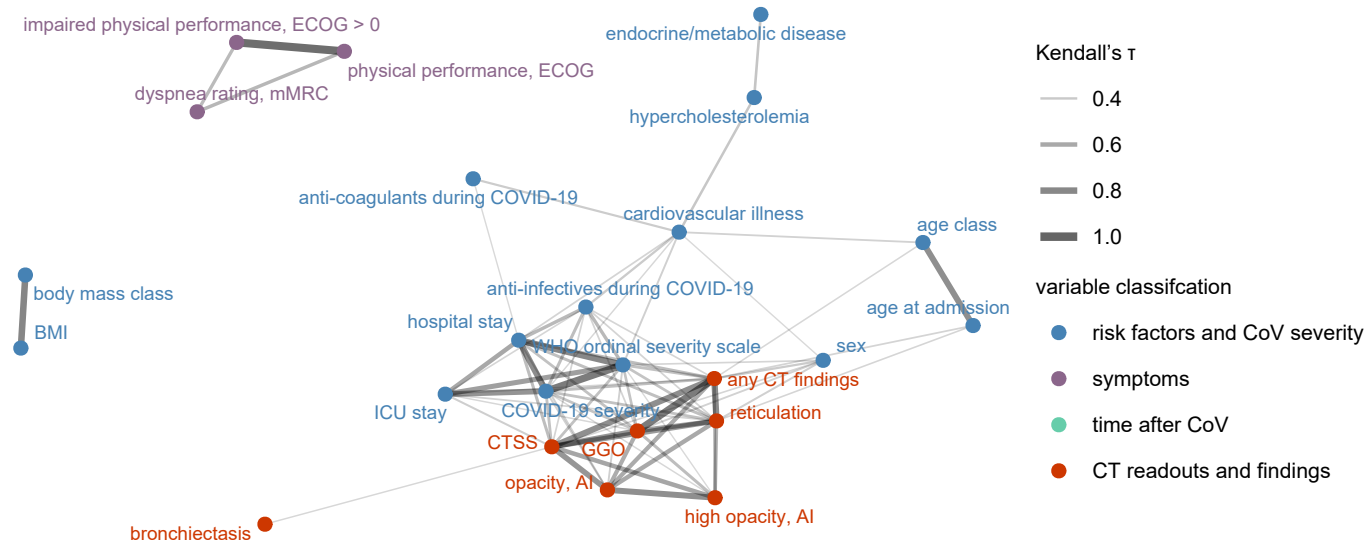 impaired physical performance, ECOG > 0
physical performance, ECOG
dyspnea rating, mMRC
endocrine/metabolic disease
hypercholesterolemia
anti-coagulants during COVID-19
cardiovascular illness
age class
body mass class
BMI
anti-infectives during COVID-19
age at admission
hospital stay
WHO ordinal severity scale
sex
any CT findings
ICU stay
COVID-19 severity
reticulation
CTSS
GGO
opacity, AI
high opacity, AI
bronchiectasis
Kendall's τ
0.4
0.6
0.8
1.0
variable classifcation
risk factors and CoV severity
symptoms
time after CoV
CT readouts and findings